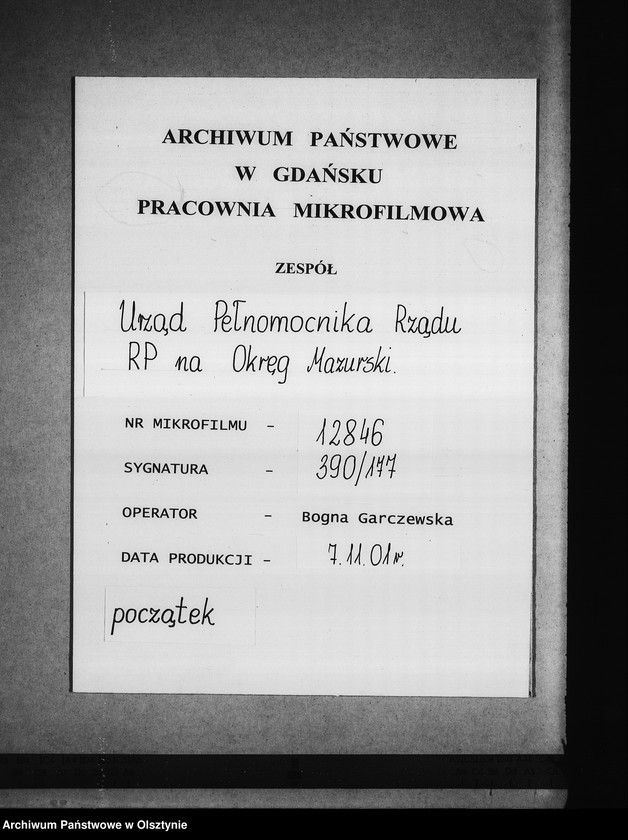 ARCHIWUM PAŃSTWOWE
W GDAŃSKU
PRACOWNIA MIKROFILMOWA
ZESPÓŁ
Urząd Pełnomocnika Rządu
RP na Okręg Mazurski.
NR MIKROFILMU - 12846
SYGNATURA - 390/177
OPERATOR - Bogna Garczewska
DATA PRODUKCJI - 7.11.01r.
początek
Archiwum Państwowe w Olsztynie